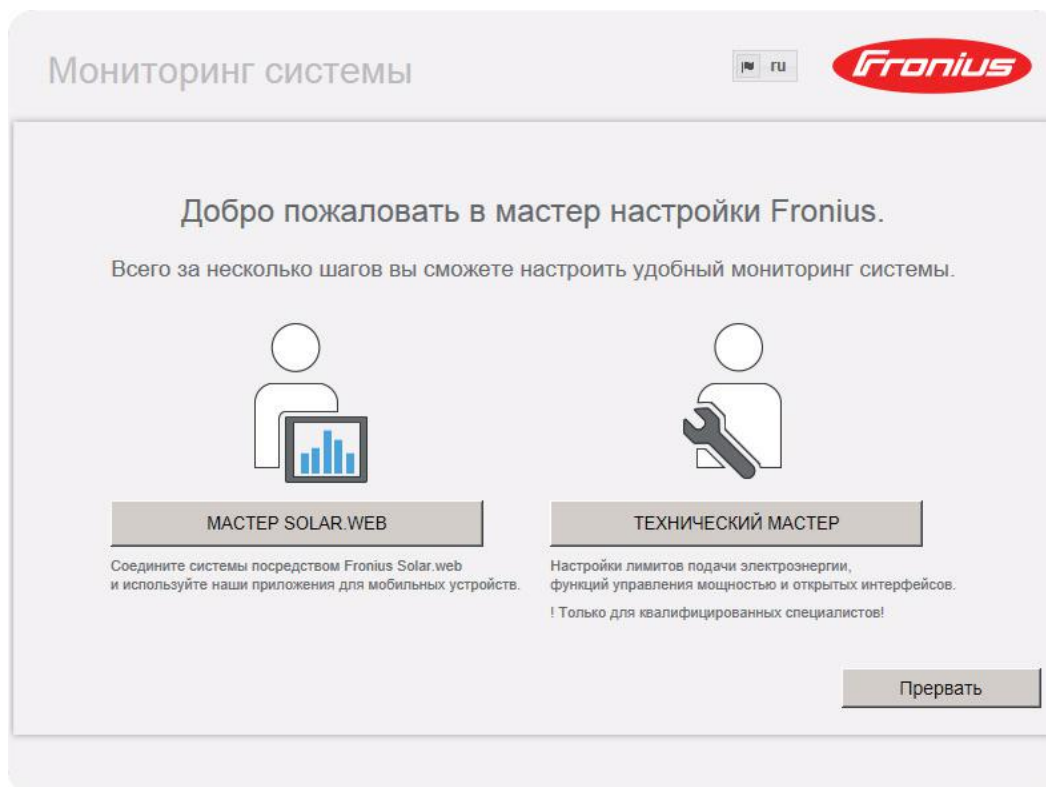 Мониторинг системы
ru
Fronius
Добро пожаловать в мастер настройки Fronius.
Всего за несколько шагов вы сможете настроить удобный мониторинг системы.
МАСТЕР SOLAR.WEB
Соедините системы посредством Fronius Solar.web
и используйте наши приложения для мобильных устройств.
ТЕХНИЧЕСКИЙ МАСТЕР
Настройки лимитов подачи электроэнергии,
функций управления мощностью и открытых интерфейсов.
! Только для квалифицированных специалистов!
Прервать